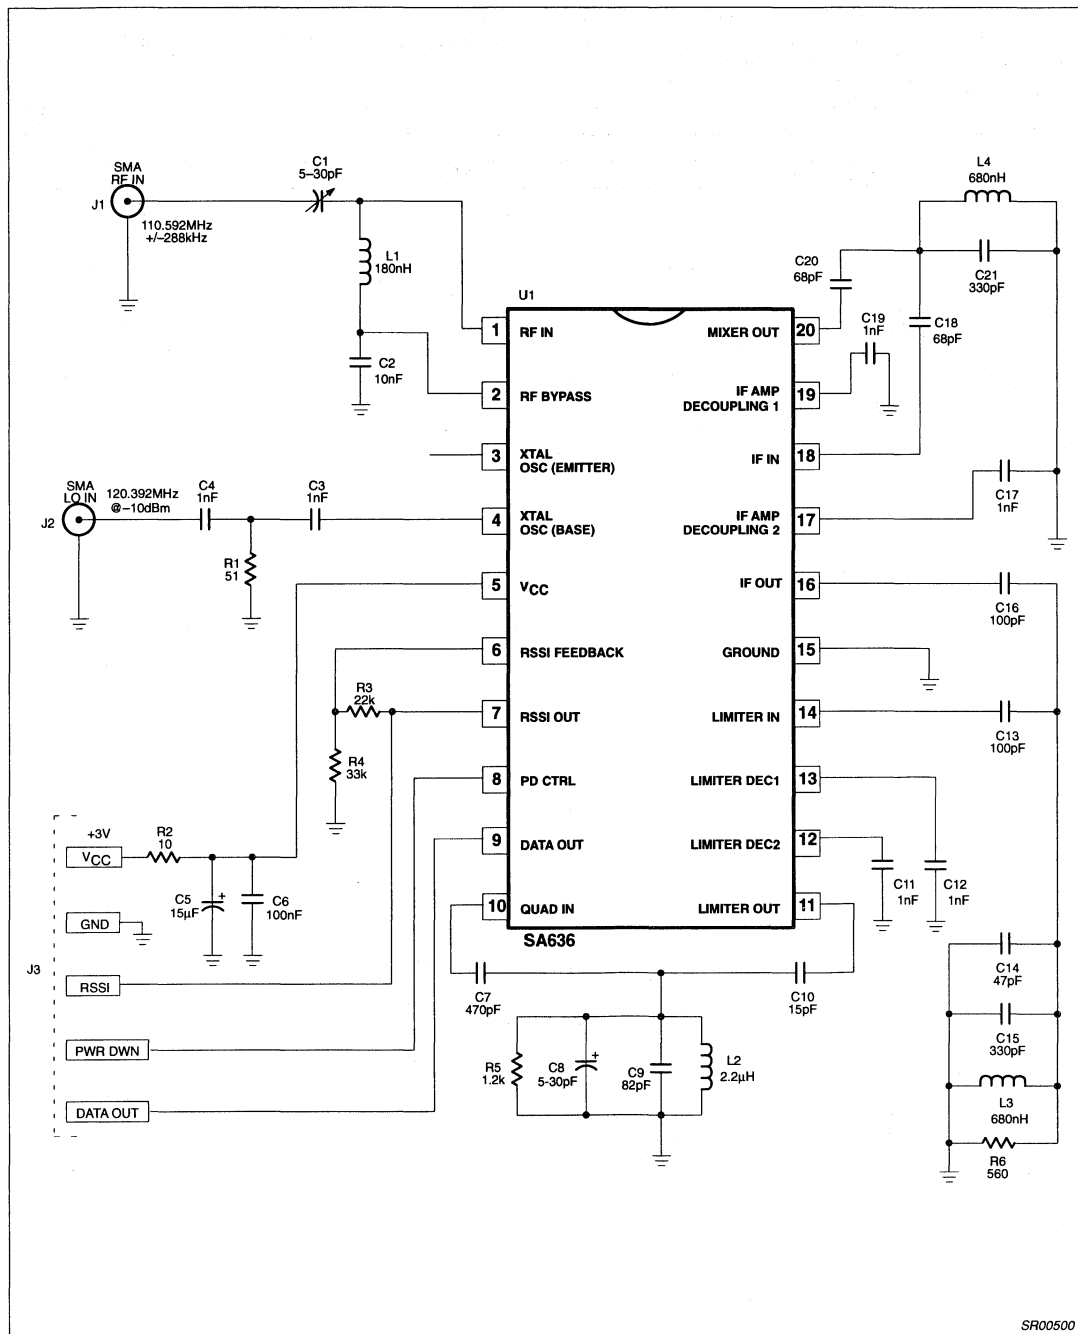 SMA
RF IN
J1
110.592MHz
+/–288kHz
C1
5–30pF
L1
180nH
C2
10nF
L4
680nH
C20
68pF
C21
330pF
C19
1nF
C18
68pF
U1
1 RF IN
MIXER OUT 20
2 RF BYPASS
IF AMP
DECOUPLING 1
19
3 XTAL
OSC (EMITTER)
IF IN 18
SMA
LO IN
J2
120.392MHz
@–10dBm
C4
1nF
C3
1nF
R1
51
4 XTAL
OSC (BASE)
IF AMP
DECOUPLING 2
17
C17
1nF
5 VCC
IF OUT 16
C16
100pF
6 RSSI FEEDBACK
GROUND 15
R3
22k
7 RSSI OUT
LIMITER IN 14
C13
100pF
R4
33k
8 PD CTRL
LIMITER DEC1 13
9 DATA OUT
LIMITER DEC2 12
C11
1nF
C12
1nF
10 QUAD IN
LIMITER OUT 11
SA636
+3V
VCC
R2
10
C5
15µF
+
C6
100nF
GND
J3
RSSI
PWR DWN
DATA OUT
C7
470pF
C10
15pF
R5
1.2k
C8
5-30pF
+
C9
82pF
L2
2.2µH
C14
47pF
C15
330pF
L3
680nH
R6
560
SR00500